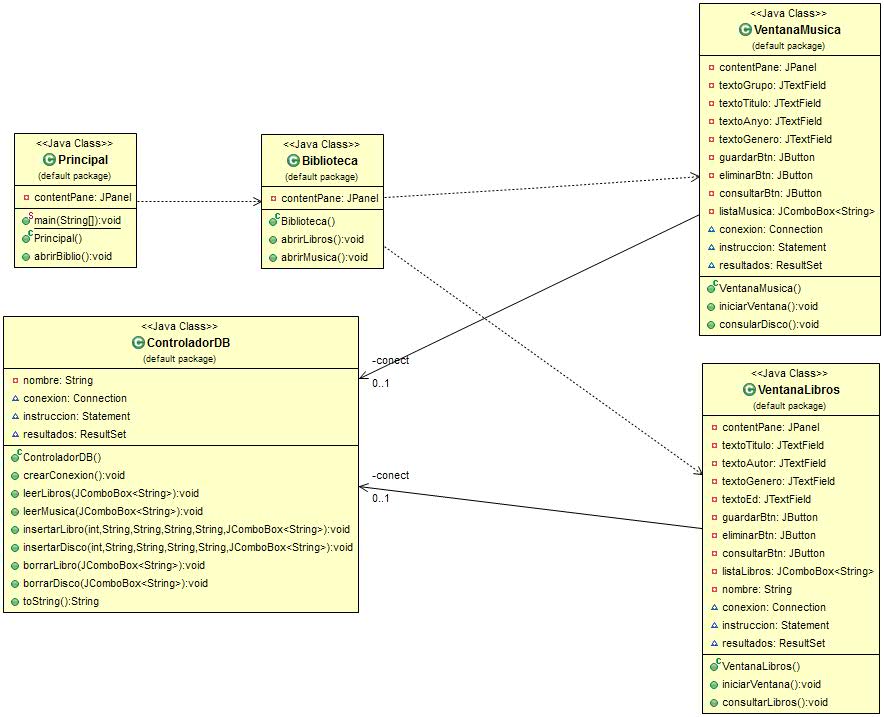 <<Java Class>>
VentanaMusica
(default package)
contentPane: JPanel
textoGrupo: JTextField
textoTitulo: JTextField
textoAnyo: JTextField
textoGenero: JTextField
guardarBtn: JButton
eliminarBtn: JButton
consultarBtn: JButton
listaMusica: JComboBox<String>
conexion: Connection
instruccion: Statement
resultados: ResultSet
VentanaMusica()
iniciarVentana():void
consularDisco():void
<<Java Class>>
Principal
(default package)
contentPane: JPanel
main(String[]):void
Principal()
abrirBiblio():void
<<Java Class>>
Biblioteca
(default package)
contentPane: JPanel
Biblioteca()
abrirLibros():void
abrirMusica():void
<<Java Class>>
ControladorDB
(default package)
nombre: String
conexion: Connection
instruccion: Statement
resultados: ResultSet
ControladorDB()
crearConexion():void
leerLibros(JComboBox<String>):void
leerMusica(JComboBox<String>):void
insertarLibro(int,String,String,String,String,JComboBox<String>):void
insertarDisco(int,String,String,String,String,JComboBox<String>):void
borrarLibro(JComboBox<String>):void
borrarDisco(JComboBox<String>):void
toString():String
-conect
0..1
-conect
0..1
<<Java Class>>
VentanaLibros
(default package)
contentPane: JPanel
textoTitulo: JTextField
textoAutor: JTextField
textoGenero: JTextField
textoEd: JTextField
guardarBtn: JButton
eliminarBtn: JButton
consultarBtn: JButton
listaLibros: JComboBox<String>
nombre: String
conexion: Connection
instruccion: Statement
resultados: ResultSet
VentanaLibros()
iniciarVentana():void
consultarLibros():void